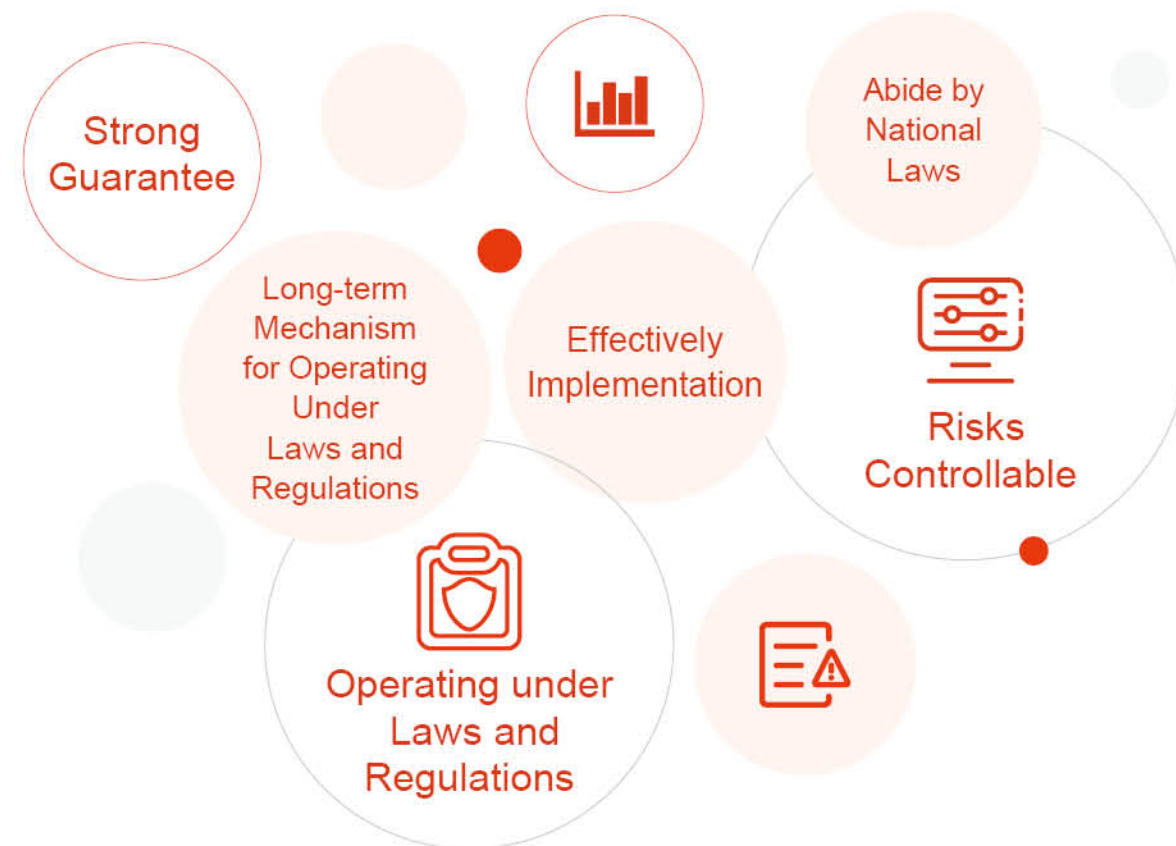 Strong
Guarantee
Abide by
National
Laws
Long-term
Mechanism
for Operating
Under
Laws and
Regulations
Effectively
Implementation
Risks
Controllable
Operating under
Laws and
Regulations